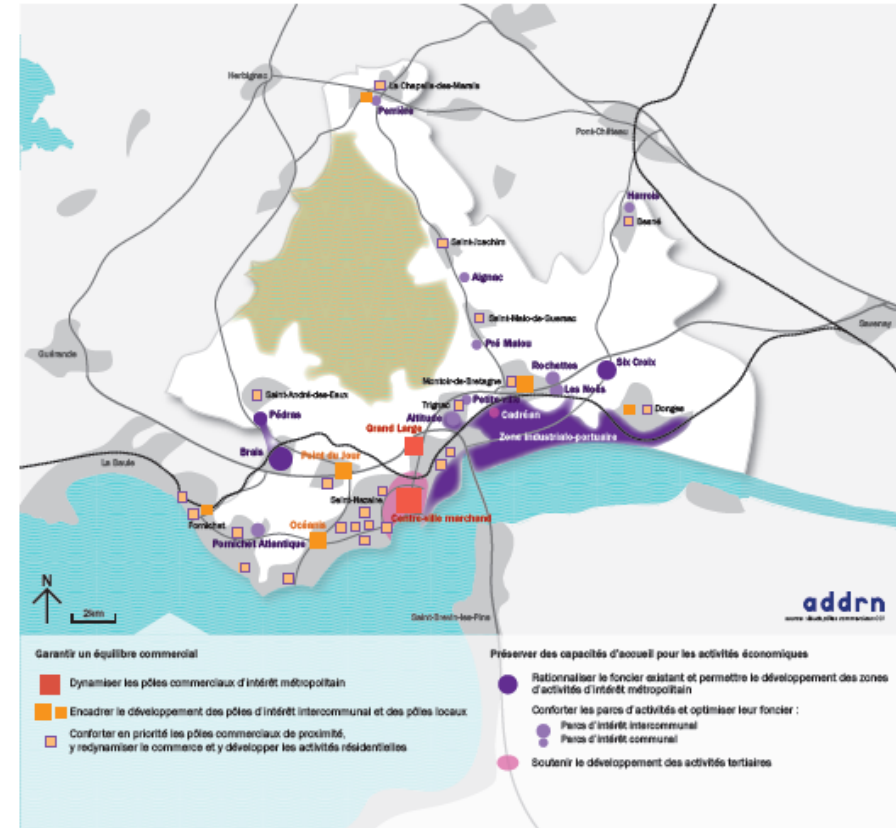 Herbignac
La Chapelle-des-Marais
Perrière
Pont-Château
Herrois
Besné
Saint-Joachim
Aignac
Saint-Malo-de-Guersac
Savenay
Pré Malou
Guérande
Six Croix
Rochettes
Montoir-de-Bretagne
Les Noës
Saint-André-des-Eaux
Petite-ville
Trignac
Donges
Pédras
Altitude
Cadréan
Grand Large
Zone industrialo-portuaire
Brais
Point du Jour
La Baule
Saint-Nazaire
Centre-ville marchand
Pornichet
Océanis
Pornichet Atlantique
N
2km
Saint-Brevin-les-Pins
addrn
Garantir un équilibre commercial
Dynamiser les pôles commerciaux d'intérêt métropolitain
Encadrer le développement des pôles d'intérêt intercommunal et des pôles locaux
Conforter en priorité les pôles commerciaux de proximité,
y redynamiser le commerce et y développer les activités résidentielles
Préserver des capacités d'accueil pour les activités économiques
Rationnaliser le foncier existant et permettre le développement des zones
d'activités d'intérêt métropolitain
Conforter les parcs d'activités et optimiser leur foncier :
Parcs d'intérêt intercommunal
Parcs d'intérêt communal
Soutenir le développement des activités tertiaires